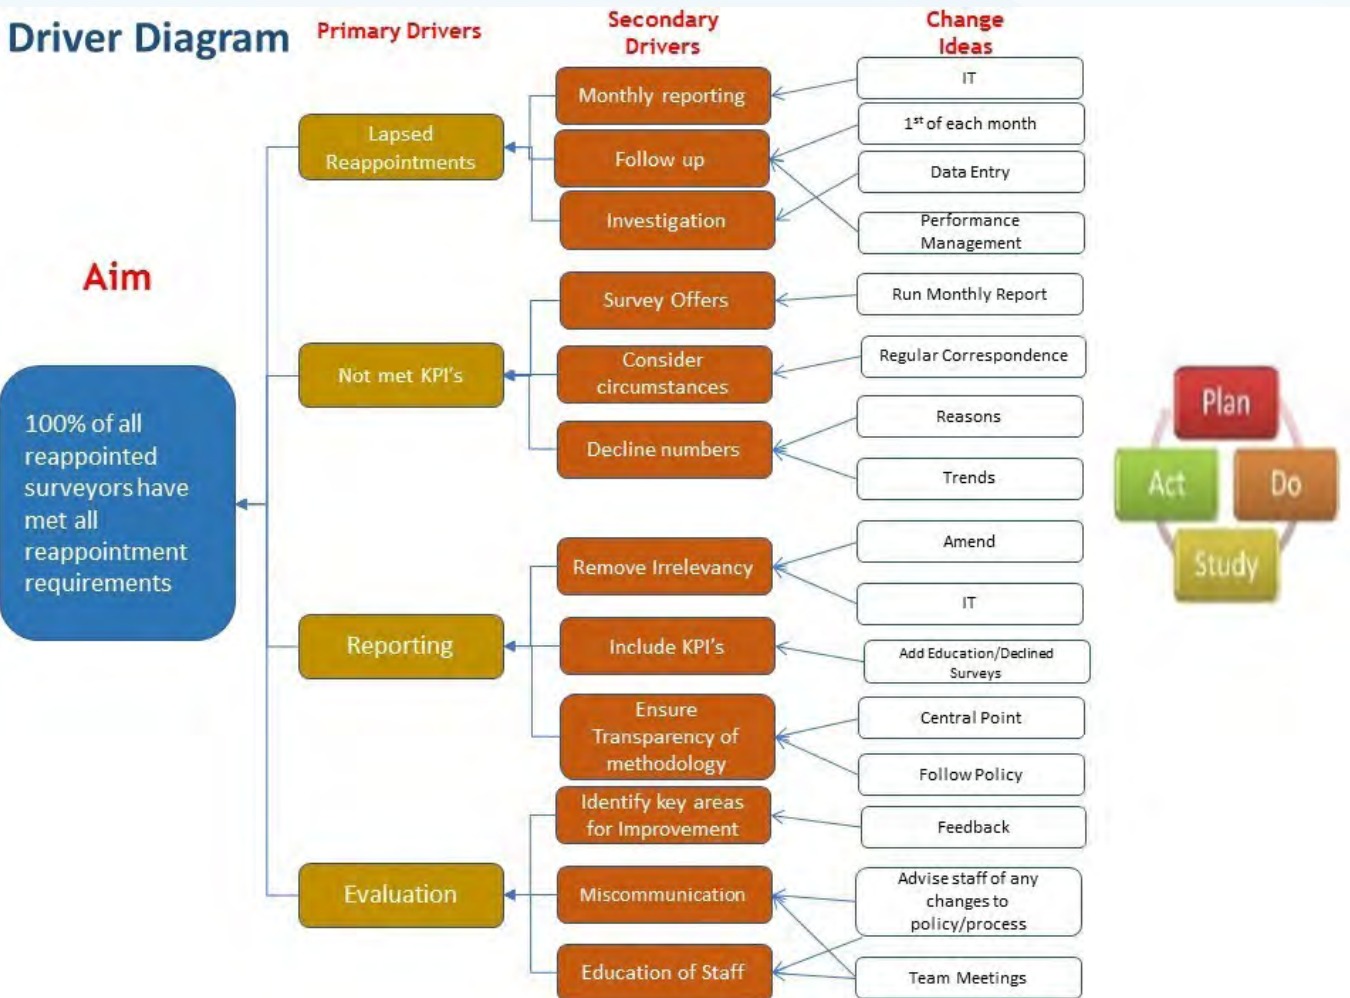 Driver Diagram
Primary Drivers
Secondary
Drivers
Change
Ideas
Aim
100% of all
reappointed
surveyors have
met all
reappointment
requirements
Lapsed
Reappointments
Monthly reporting
Follow up
Investigation
IT
1st of each month
Data Entry
Performance
Management
Not met KPI's
Survey Offers
Consider
circumstances
Decline numbers
Run Monthly Report
Regular Correspondence
Reasons
Trends
Reporting
Remove Irrelevancy
Include KPI's
Ensure
Transparency of
methodology
Amend
IT
Add Education/Declined
Surveys
Central Point
Follow Policy
Evaluation
Identify key areas
for Improvement
Miscommunication
Education of Staff
Feedback
Advise staff of any
changes to
policy/process
Team Meetings
Plan
Act
Do
Study